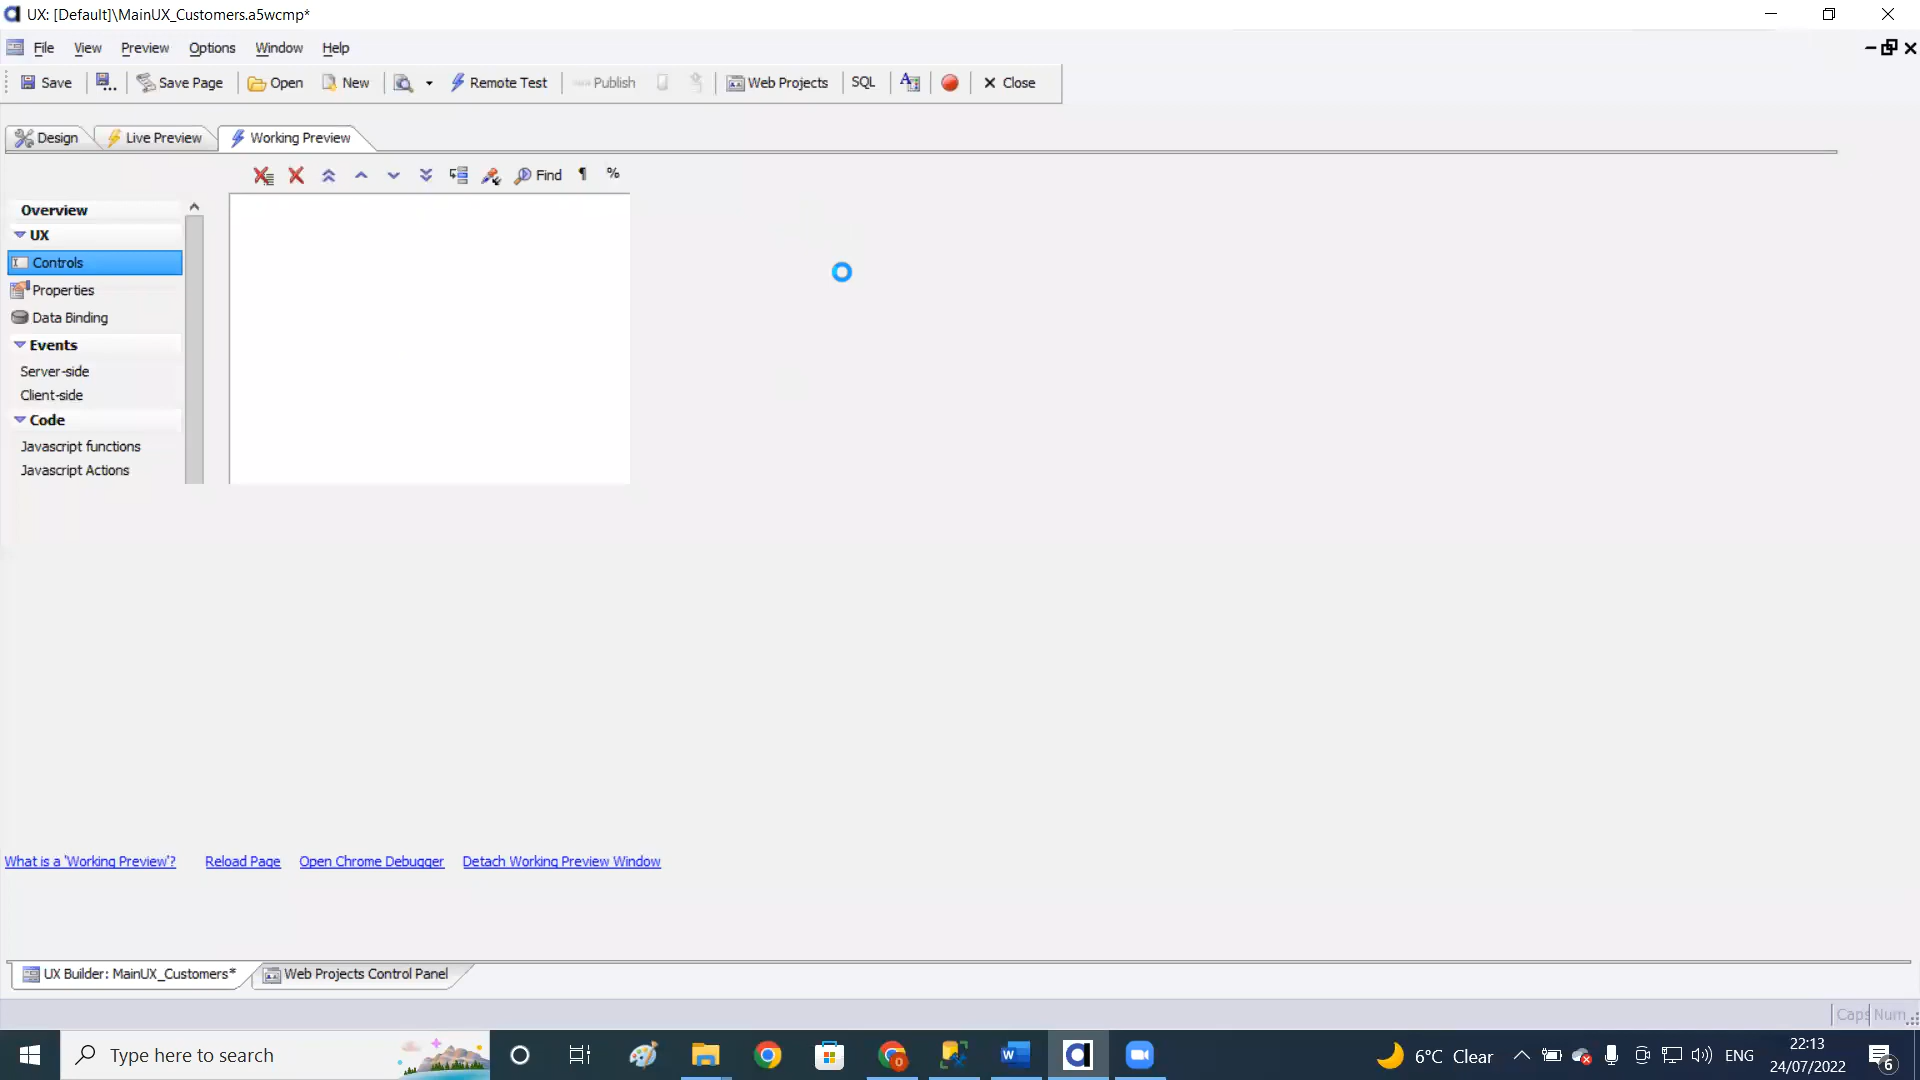 UX: [Default]\MainUX_Customers.a5wcmp*
File View Preview Options Window Help
Save Save Page Open New Remote Test Publish Web Projects SQL Close
Design Live Preview Working Preview
Find ¶ %
Overview
UX
Controls
Properties
Data Binding
Events
Server-side
Client-side
Code
Javascript functions
Javascript Actions
What is a 'Working Preview'? Reload Page Open Chrome Debugger Detach Working Preview Window
UX Builder: MainUX_Customers* Web Projects Control Panel
Caps Num
Type here to search
6°C Clear
ENG
22:13
24/07/2022
6